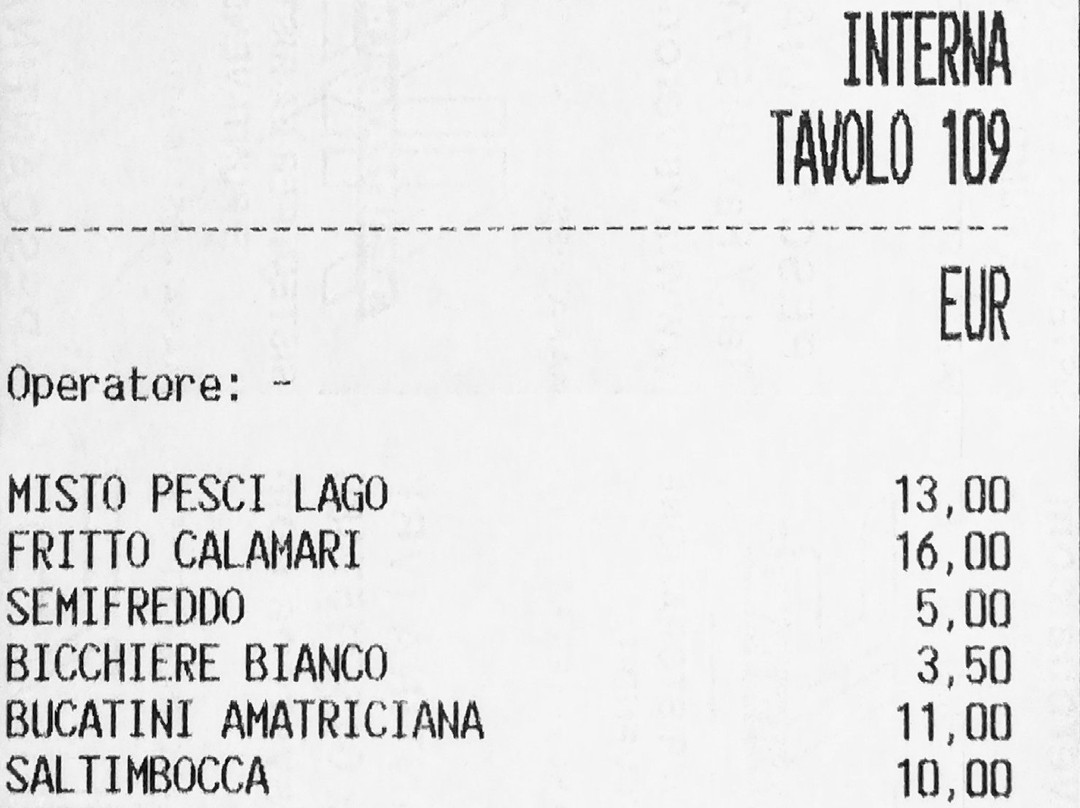 INTERNA
TAVOLO 109
------------------------------------------
EUR
Operatore: -
MISTO PESCI LAGO 13,00
FRITTO CALAMARI 16,00
SEMIFREDDO 5,00
BICCHIERE BIANCO 3,50
BUCATINI AMATRICIANA 11,00
SALTIMBOCCA 10,00